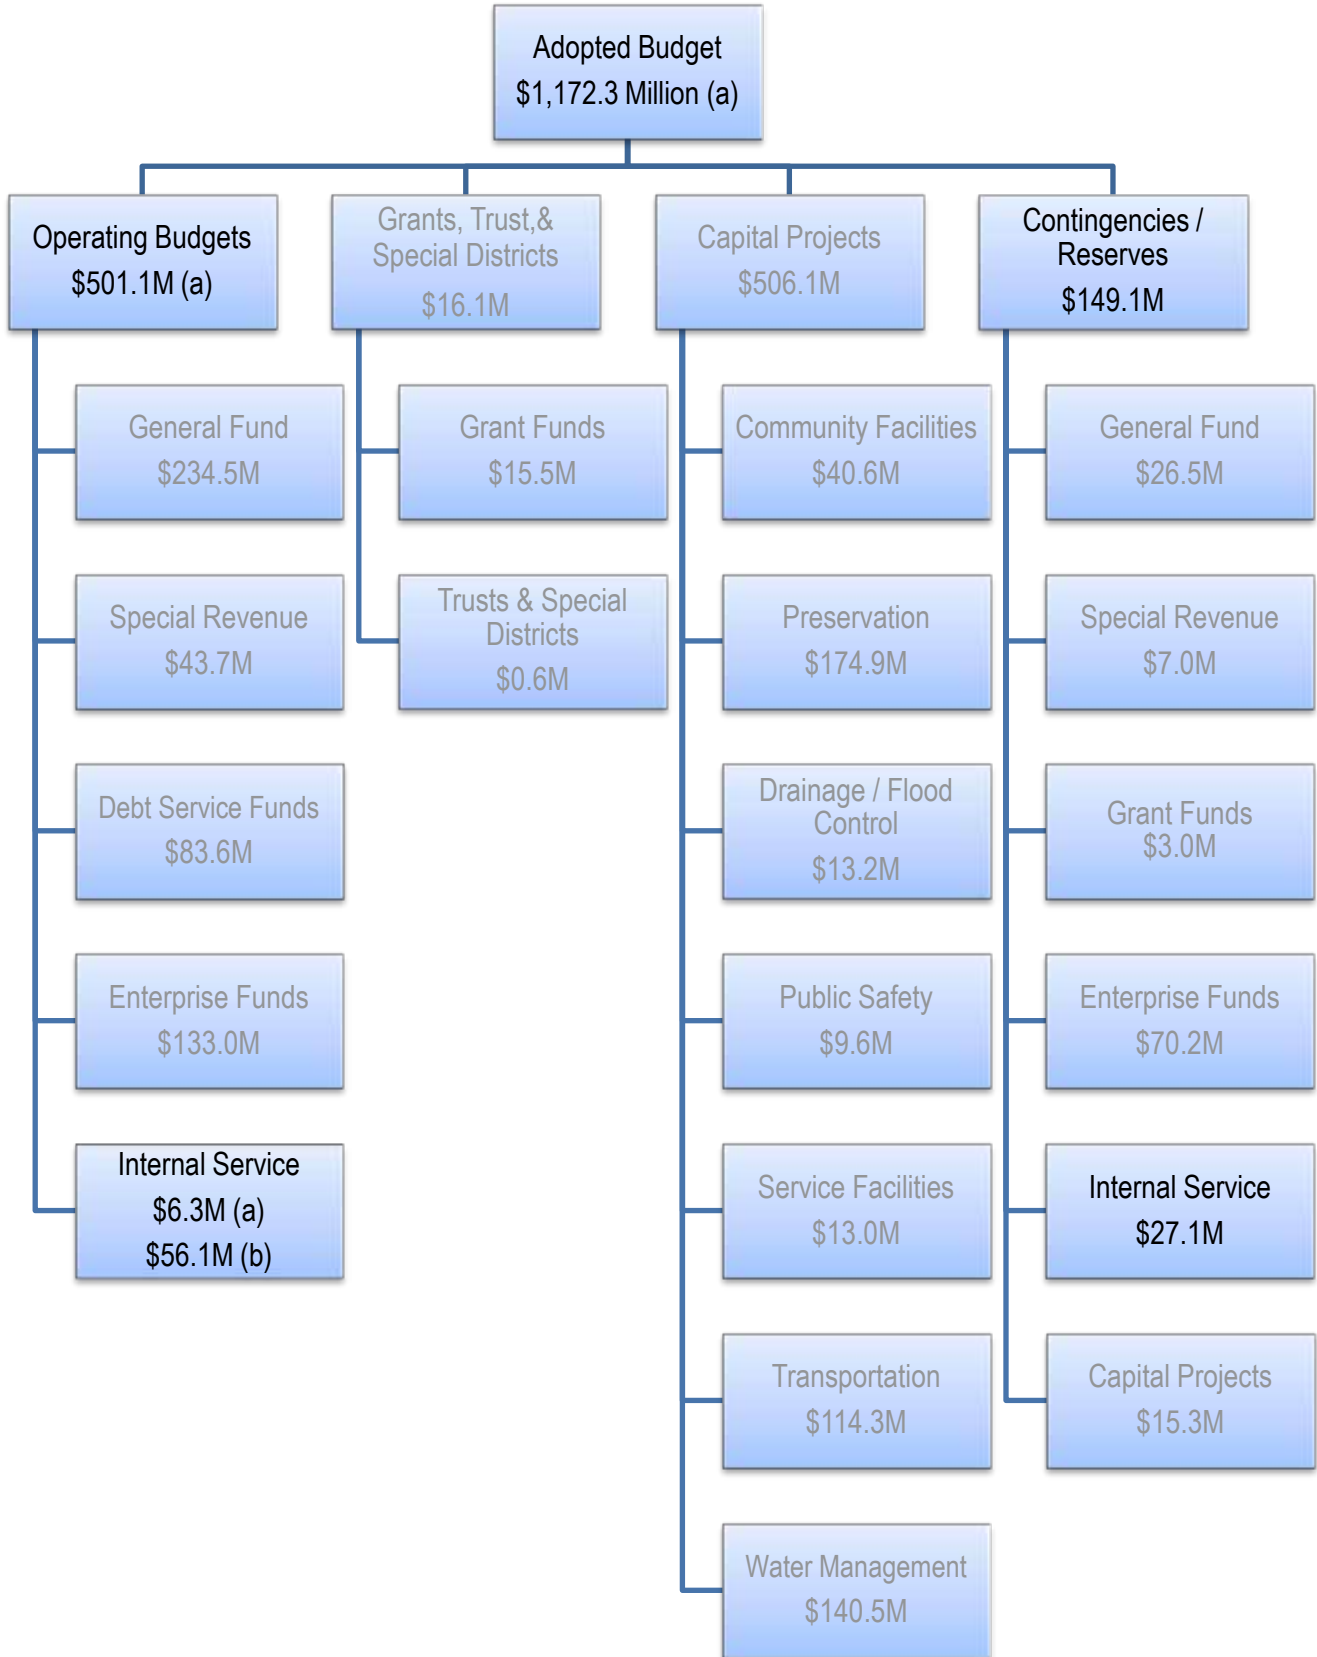 Adopted Budget
$1,172.3 Million (a)
Operating Budgets
$501.1M (a)
General Fund
$234.5M
Special Revenue
$43.7M
Debt Service Funds
$83.6M
Enterprise Funds
$133.0M
Internal Service
$6.3M (a)
$56.1M (b)
Grants, Trust,&
Special Districts
$16.1M
Grant Funds
$15.5M
Trusts & Special
Districts
$0.6M
Capital Projects
$506.1M
Community Facilities
$40.6M
Preservation
$174.9M
Drainage / Flood
Control
$13.2M
Public Safety
$9.6M
Service Facilities
$13.0M
Transportation
$114.3M
Water Management
$140.5M
Contingencies /
Reserves
$149.1M
General Fund
$26.5M
Special Revenue
$7.0M
Grant Funds
$3.0M
Enterprise Funds
$70.2M
Internal Service
$27.1M
Capital Projects
$15.3M